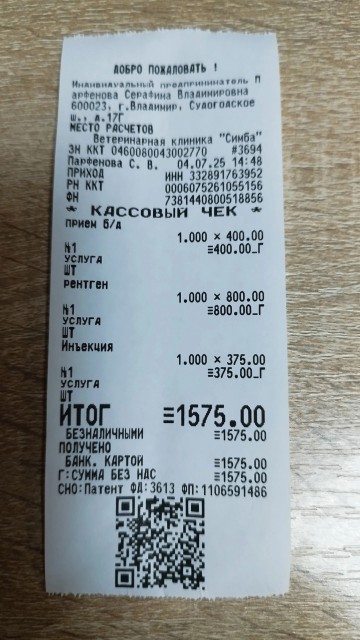 ДОБРО ПОЖАЛОВАТЬ !
Индивидуальный предприниматель П
арфенова Серафина Владимировна
600023, г.Владимир, Судогодское
ш., д.17Г
МЕСТО РАСЧЕТОВ
Ветеринарная клиника "Симба"
ЗН ККТ 0460080043002770 #3694
Парфенова С. В. 04.07.25 14:48
ПРИХОД ИНН 332891763952
РН ККТ 0006075261055156
ФН 7381440800518856
* КАССОВЫЙ ЧЕК *
прием б/д
1.000 × 400.00
№1 ≡400.00_Г
УСЛУГА
ШТ
рентген
1.000 × 800.00
№1 ≡800.00_Г
УСЛУГА
ШТ
Инъекция
1.000 × 375.00
№1 ≡375.00_Г
УСЛУГА
ШТ
ИТОГ ≡1575.00
БЕЗНАЛИЧНЫМИ ≡1575.00
ПОЛУЧЕНО
БАНК. КАРТОЙ ≡1575.00
Г:СУММА БЕЗ НДС ≡1575.00
СНО:Патент ФД:3613 ФП:1106591486